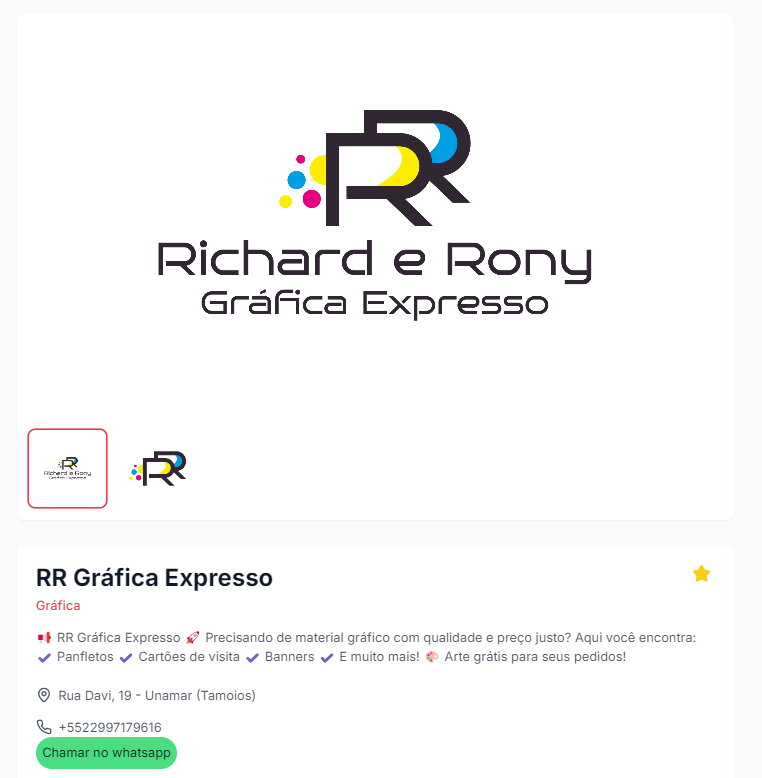 Richard e Rony
Gráfica Expresso
Richard e Rony
Gráfica Expresso
RR Gráfica Expresso
Gráfica
📢 RR Gráfica Expresso 🚀 Precisando de material gráfico com qualidade e preço justo? Aqui você encontra:
✔ Panfletos ✔ Cartões de visita ✔ Banners ✔ E muito mais! 🎨 Arte grátis para seus pedidos!
Rua Davi, 19 - Unamar (Tamoios)
+5522997179616
Chamar no whatsapp